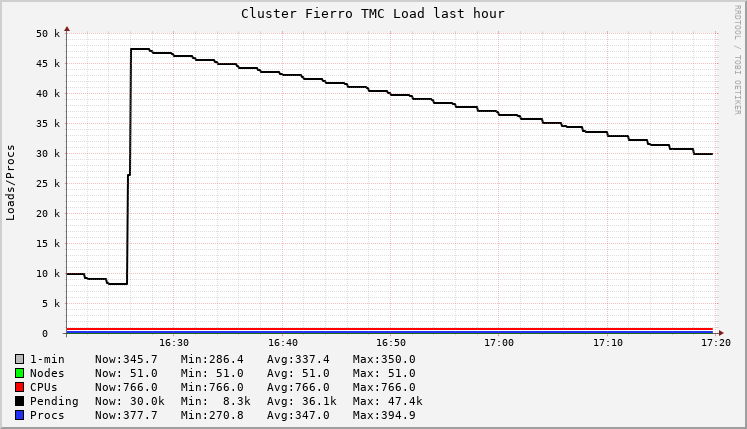 Cluster Fierro TMC Load last hour
RRDTOOL / TOBI OETIKER
Loads/Procs
50 k
45 k
40 k
35 k
30 k
25 k
20 k
15 k
10 k
5 k
0
16:30 16:40 16:50 17:00 17:10 17:20
1-min Now:345.7 Min:286.4 Avg:337.4 Max:350.0
Nodes Now: 51.0 Min: 51.0 Avg: 51.0 Max: 51.0
CPUs Now:766.0 Min:766.0 Avg:766.0 Max:766.0
Pending Now: 30.0k Min: 8.3k Avg: 36.1k Max: 47.4k
Procs Now:377.7 Min:270.8 Avg:347.0 Max:394.9